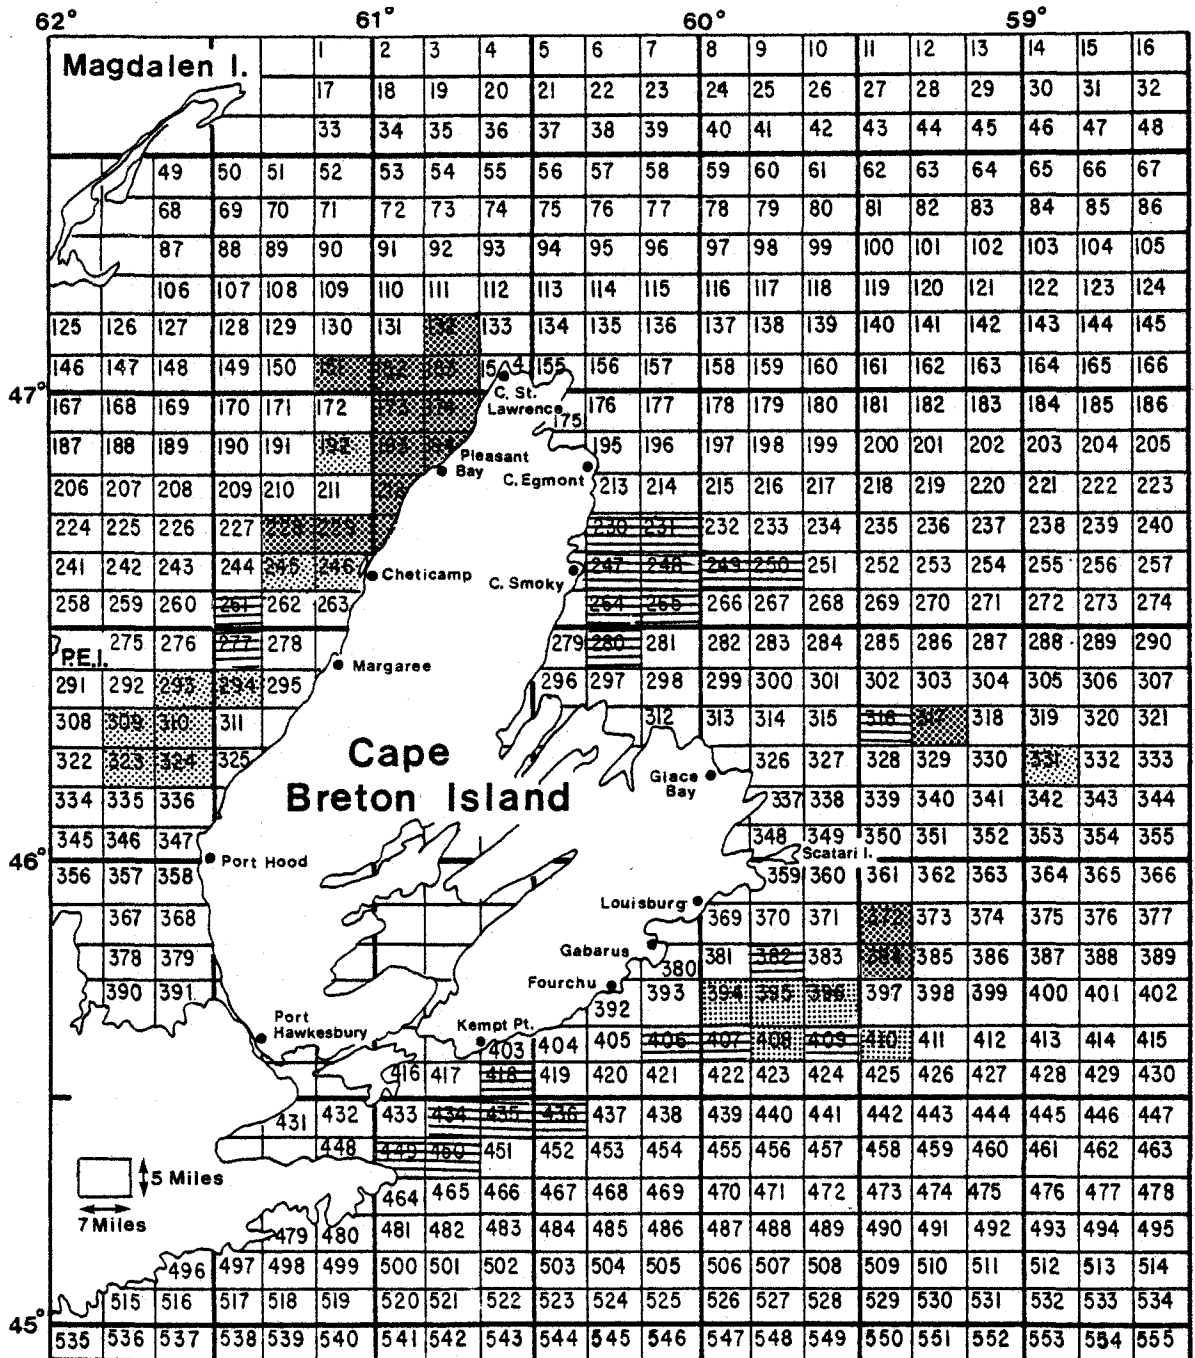 62° 61° 60° 59°
Magdalen I.
1 2 3 4 5 6 7 8 9 10 11 12 13 14 15 16
17 18 19 20 21 22 23 24 25 26 27 28 29 30 31 32
33 34 35 36 37 38 39 40 41 42 43 44 45 46 47 48
49 50 51 52 53 54 55 56 57 58 59 60 61 62 63 64 65 66 67
68 69 70 71 72 73 74 75 76 77 78 79 80 81 82 83 84 85 86
87 88 89 90 91 92 93 94 95 96 97 98 99 100 101 102 103 104 105
106 107 108 109 110 111 112 113 114 115 116 117 118 119 120 121 122 123 124
125 126 127 128 129 130 131 132 133 134 135 136 137 138 139 140 141 142 143 144 145
146 147 148 149 150 151 152 153 154 155 156 157 158 159 160 161 162 163 164 165 166
47°
C. St.
Lawrence
167 168 169 170 171 172 173 174 175 176 177 178 179 180 181 182 183 184 185 186
187 188 189 190 191 192 193 194 195 196 197 198 199 200 201 202 203 204 205
Pleasant
Bay
C. Egmont
206 207 208 209 210 211 212 213 214 215 216 217 218 219 220 221 222 223
224 225 226 227 228 229 230 231 232 233 234 235 236 237 238 239 240
241 242 243 244 245 246 247 248 249 250 251 252 253 254 255 256 257
Cheticamp
C. Smoky
258 259 260 261 262 263 264 265 266 267 268 269 270 271 272 273 274
P.E.I.
275 276 277 278 279 280 281 282 283 284 285 286 287 288 289 290
Margaree
291 292 293 294 295 296 297 298 299 300 301 302 303 304 305 306 307
308 309 310 311 312 313 314 315 316 317 318 319 320 321
Cape
Breton Island
322 323 324 325 326 327 328 329 330 331 332 333
Glace
Bay
334 335 336 337 338 339 340 341 342 343 344
345 346 347 348 349 350 351 352 353 354 355
46°
Port Hood
Scatari I.
356 357 358 359 360 361 362 363 364 365 366
Louisburg
367 368 369 370 371 372 373 374 375 376 377
Gabarus
378 379 380 381 382 383 384 385 386 387 388 389
Fourchu
390 391 392 393 394 395 396 397 398 399 400 401 402
Port
Hawkesbury
Kempt Pt.
403 404 405 406 407 408 409 410 411 412 413 414 415
416 417 418 419 420 421 422 423 424 425 426 427 428 429 430
431 432 433 434 435 436 437 438 439 440 441 442 443 444 445 446 447
448 449 450 451 452 453 454 455 456 457 458 459 460 461 462 463
5 Miles
7 Miles
464 465 466 467 468 469 470 471 472 473 474 475 476 477 478
479 480 481 482 483 484 485 486 487 488 489 490 491 492 493 494 495
496 497 498 499 500 501 502 503 504 505 506 507 508 509 510 511 512 513 514
515 516 517 518 519 520 521 522 523 524 525 526 527 528 529 530 531 532 533 534
45°
535 536 537 538 539 540 541 542 543 544 545 546 547 548 549 550 551 552 553 554 555